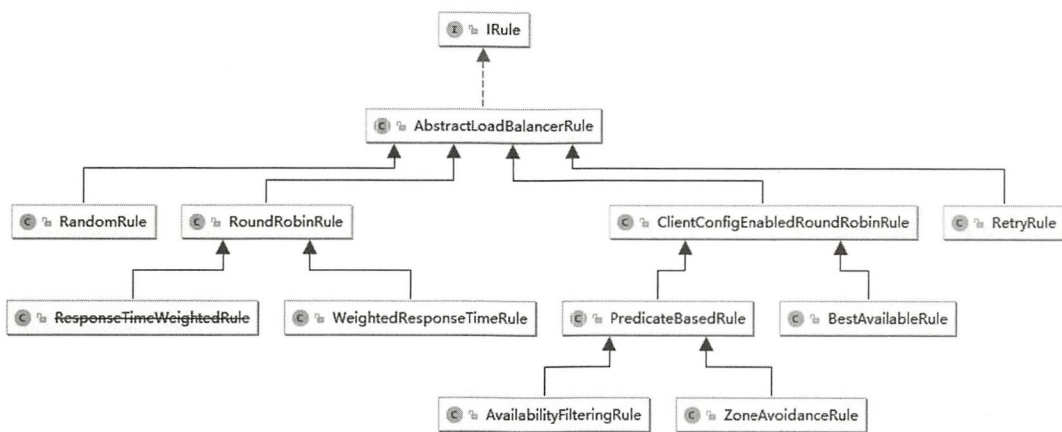 I IRule
C AbstractLoadBalancerRule
C RandomRule
C RoundRobinRule
C ClientConfigEnabledRoundRobinRule
C RetryRule
C ResponseTimeWeightedRule
C WeightedResponseTimeRule
C PredicateBasedRule
C BestAvailableRule
C AvailabilityFilteringRule
C ZoneAvoidanceRule